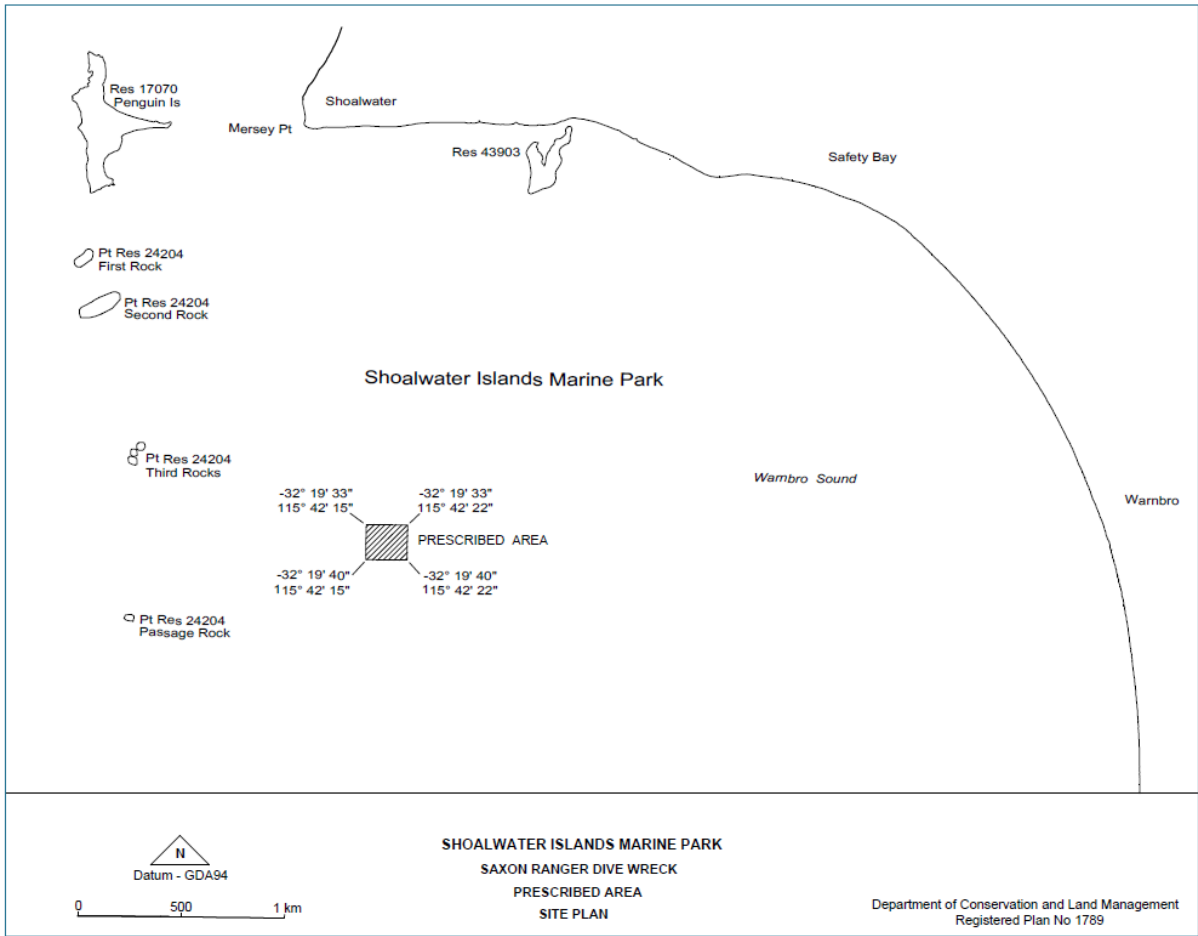 Res 17070
Penguin Is
Shoalwater
Mersey Pt
Res 43903
Safety Bay
Pt Res 24204
First Rock
Pt Res 24204
Second Rock
Shoalwater Islands Marine Park
Pt Res 24204
Third Rocks
Warnbro Sound
Warnbro
-32° 19' 33"
115° 42' 15"
-32° 19' 33"
115° 42' 22"
PRESCRIBED AREA
-32° 19' 40"
115° 42' 15"
-32° 19' 40"
115° 42' 22"
Pt Res 24204
Passage Rock
N
Datum - GDA94
0 500 1 km
SHOALWATER ISLANDS MARINE PARK
SAXON RANGER DIVE WRECK
PRESCRIBED AREA
SITE PLAN
Department of Conservation and Land Management
Registered Plan No 1789